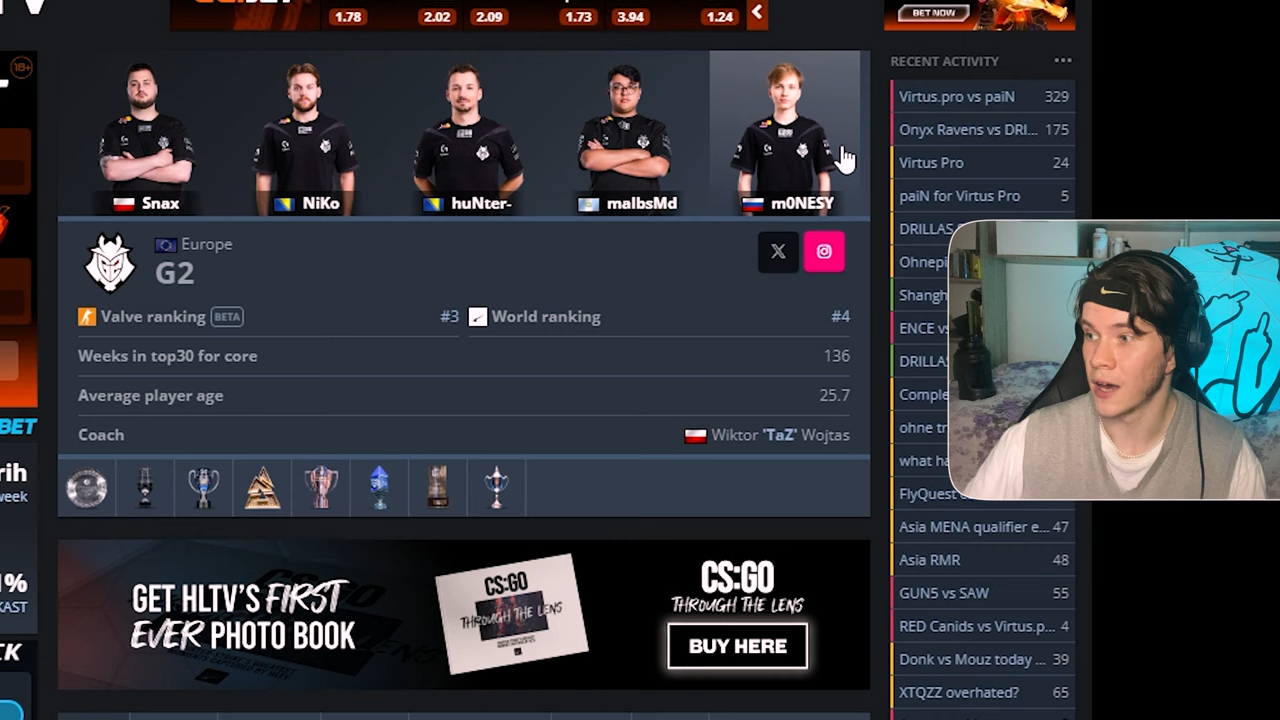 1.78
2.02
2.09
1.73
3.94
1.24
BET NOW
18+
Snax
NiKo
huNter-
malbsMd
m0NESY
Europe
G2
Valve ranking BETA
#3
World ranking
#4
Weeks in top30 for core
136
Average player age
25.7
Coach
Wiktor 'TaZ' Wojtas
GET HLTV'S FIRST
EVER PHOTO BOOK
CS:GO
THROUGH THE LENS
CS:GO
THROUGH THE LENS
BUY HERE
RECENT ACTIVITY
Virtus.pro vs paiN 329
Onyx Ravens vs DRI... 175
Virtus Pro 24
paiN for Virtus Pro 5
DRILLAS
Ohnepi
Shangh
ENCE vs
DRILLAS
Comple
ohne tr
what ha
FlyQuest
Asia MENA qualifier e... 47
Asia RMR 48
GUN5 vs SAW 55
RED Canids vs Virtus.p... 4
Donk vs Mouz today ... 39
XTQZZ overhated? 65
BET
rih
week
1%
KAST
CK